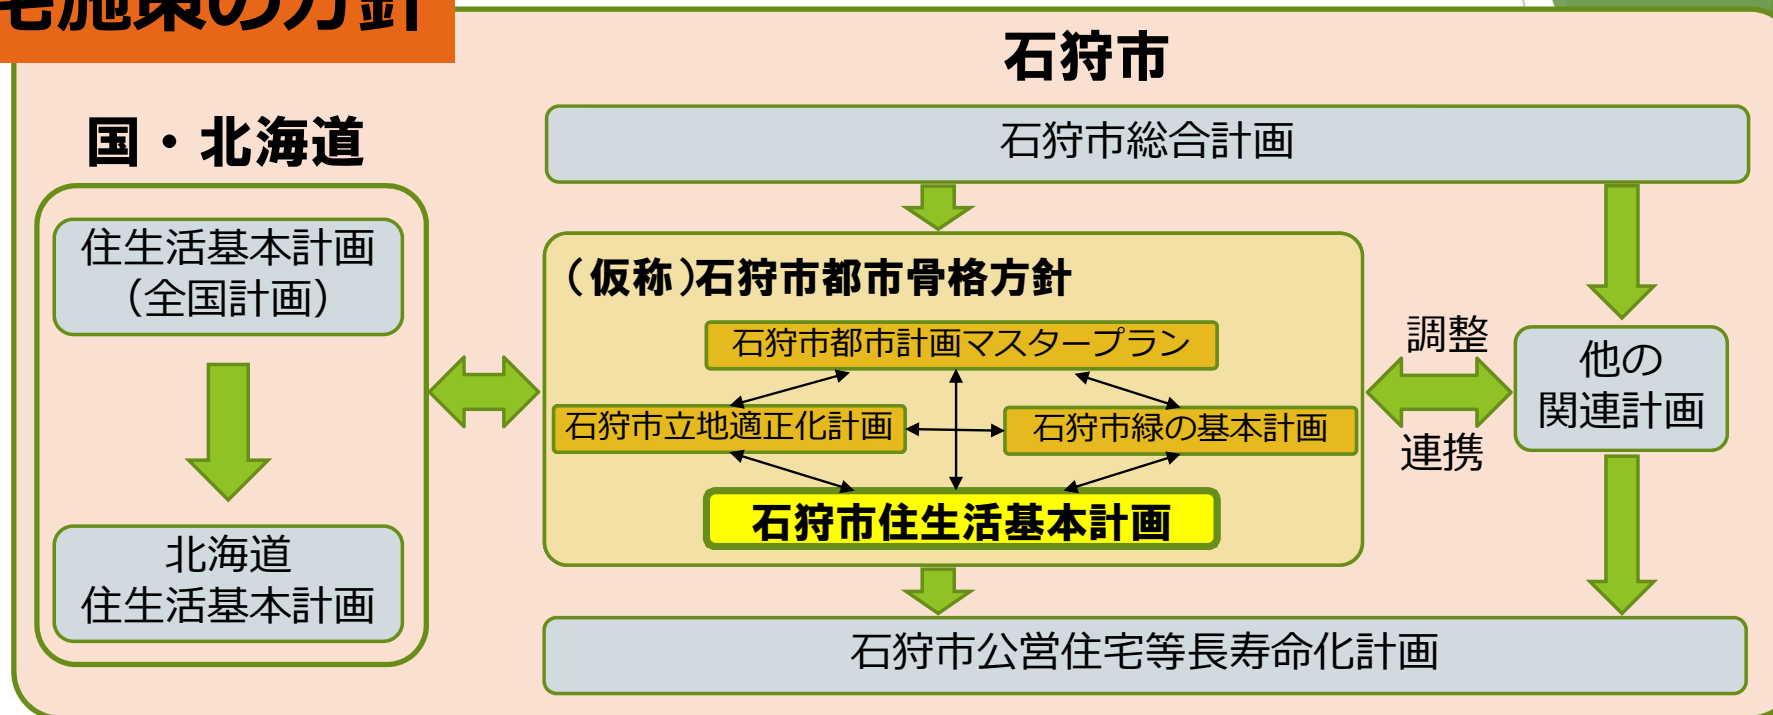 宅施策の方針
石狩市
国・北海道
石狩市総合計画
住生活基本計画
（全国計画）
北海道
住生活基本計画
（仮称）石狩市都市骨格方針
石狩市都市計画マスタープラン
石狩市立地適正化計画
石狩市緑の基本計画
石狩市住生活基本計画
調整
連携
他の
関連計画
石狩市公営住宅等長寿命化計画